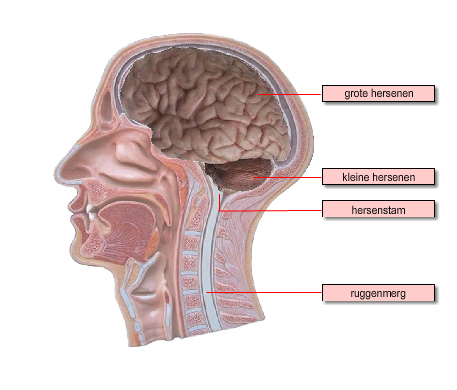 grote hersenen
kleine hersenen
hersenstam
ruggenmerg